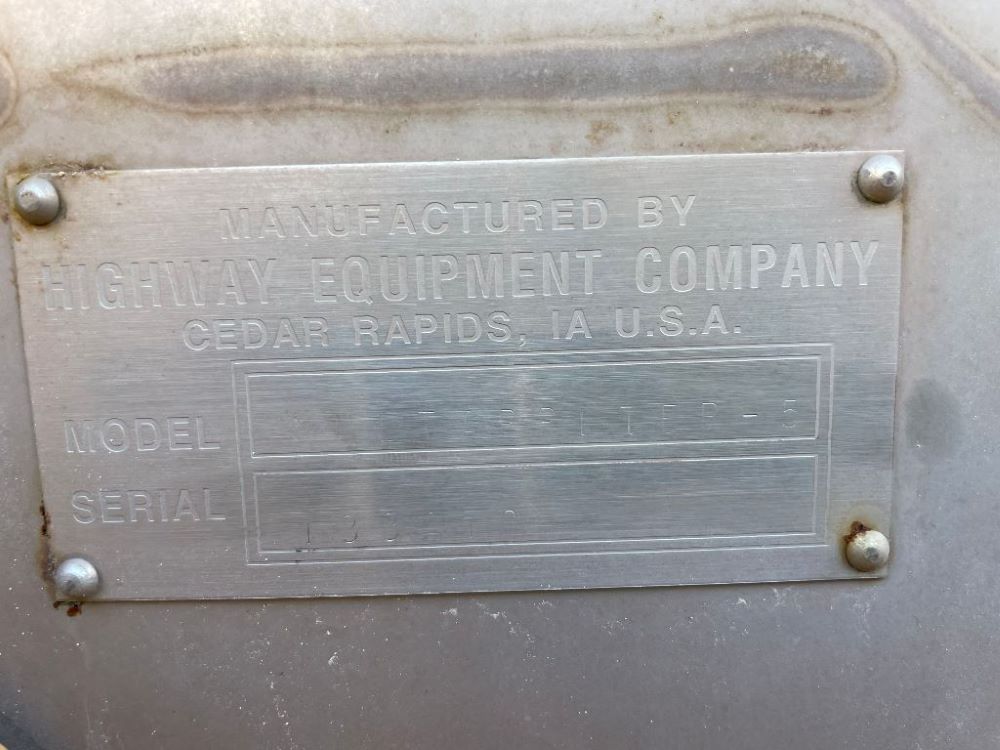 MANUFACTURED BY
HIGHWAY EQUIPMENT COMPANY
CEDAR RAPIDS, IA U.S.A.
MODEL
SERIAL